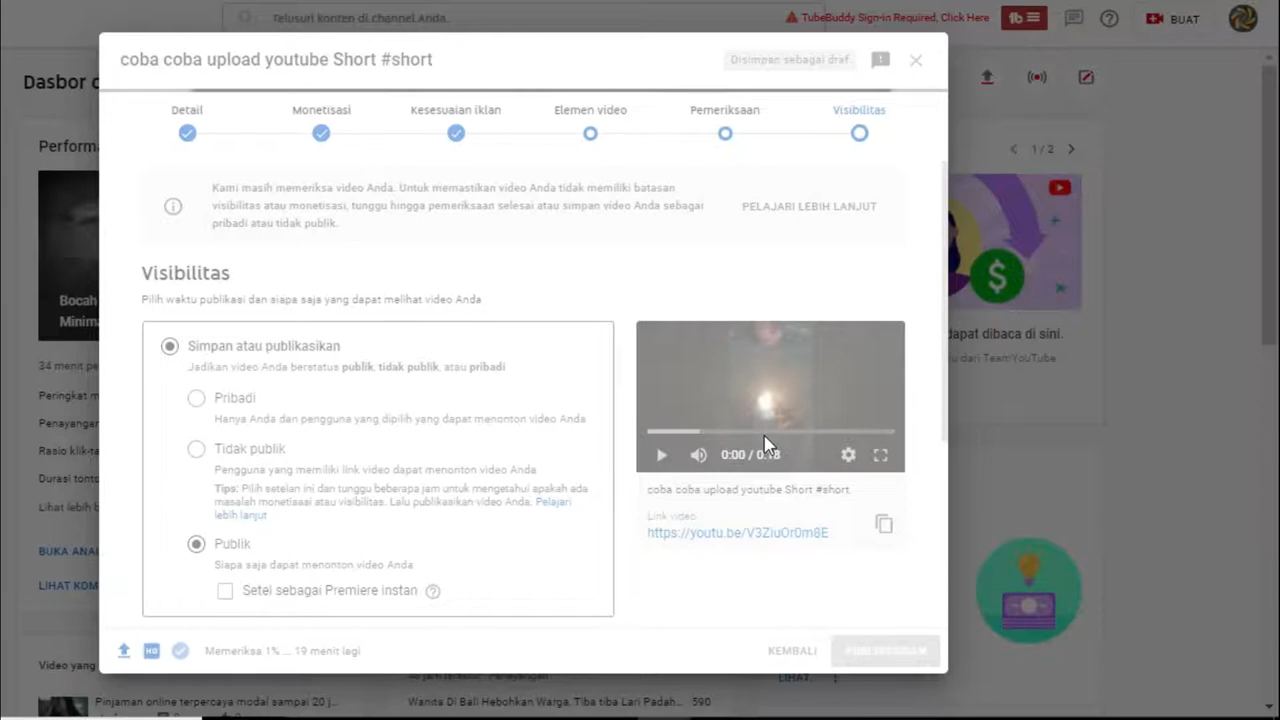 Telusuri konten di channel Anda.
TubeBuddy Sign-in Required, Click Here
BUAT
coba coba upload youtube Short #short
Disimpan sebagai draf
Detail
Monetisasi
Kesesuaian iklan
Elemen video
Pemeriksaan
Visibilitas
Kami masih memeriksa video Anda. Untuk memastikan video Anda tidak memiliki batasan
visibilitas atau monetisasi, tunggu hingga pemeriksaan selesai atau simpan video Anda sebagai
pribadi atau tidak publik.
PELAJARI LEBIH LANJUT
Visibilitas
Pilih waktu publikasi dan siapa saja yang dapat melihat video Anda
Simpan atau publikasikan
Jadikan video Anda berstatus publik, tidak publik, atau pribadi
Pribadi
Hanya Anda dan pengguna yang dipilih yang dapat menonton video Anda
Tidak publik
Pengguna yang memiliki link video dapat menonton video Anda
Tips: Pilih setelan ini dan tunggu beberapa jam untuk mengetahui apakah ada
masalah monetisasi atau visibilitas. Lalu publikasikan video Anda. Pelajari
lebih lanjut
Publik
Siapa saja dapat menonton video Anda
Setel sebagai Premiere instan
0:00 / 0:18
coba coba upload youtube Short #short
Link video
https://youtu.be/V3ZiuOr0m8E
HD
Memeriksa 1% ... 19 menit lagi
KEMBALI
PUBLIKASIKAN
Dasbor
Performa
Bocah
Minima
34 menit
Peringkat
Penayangan
Rasio klik-ta
Durasi tonto
Lihat lebih
BUKA ANA
LIHAT KOM
Video yang
Pinjaman online terpercaya modal sampai 20 j...
Wanita Di Bali Hebohkan Warga, Tiba tiba Lari Padah...
590
LIHAT.
1 / 2
dapat dibaca di sini.
dari TeamYouTube